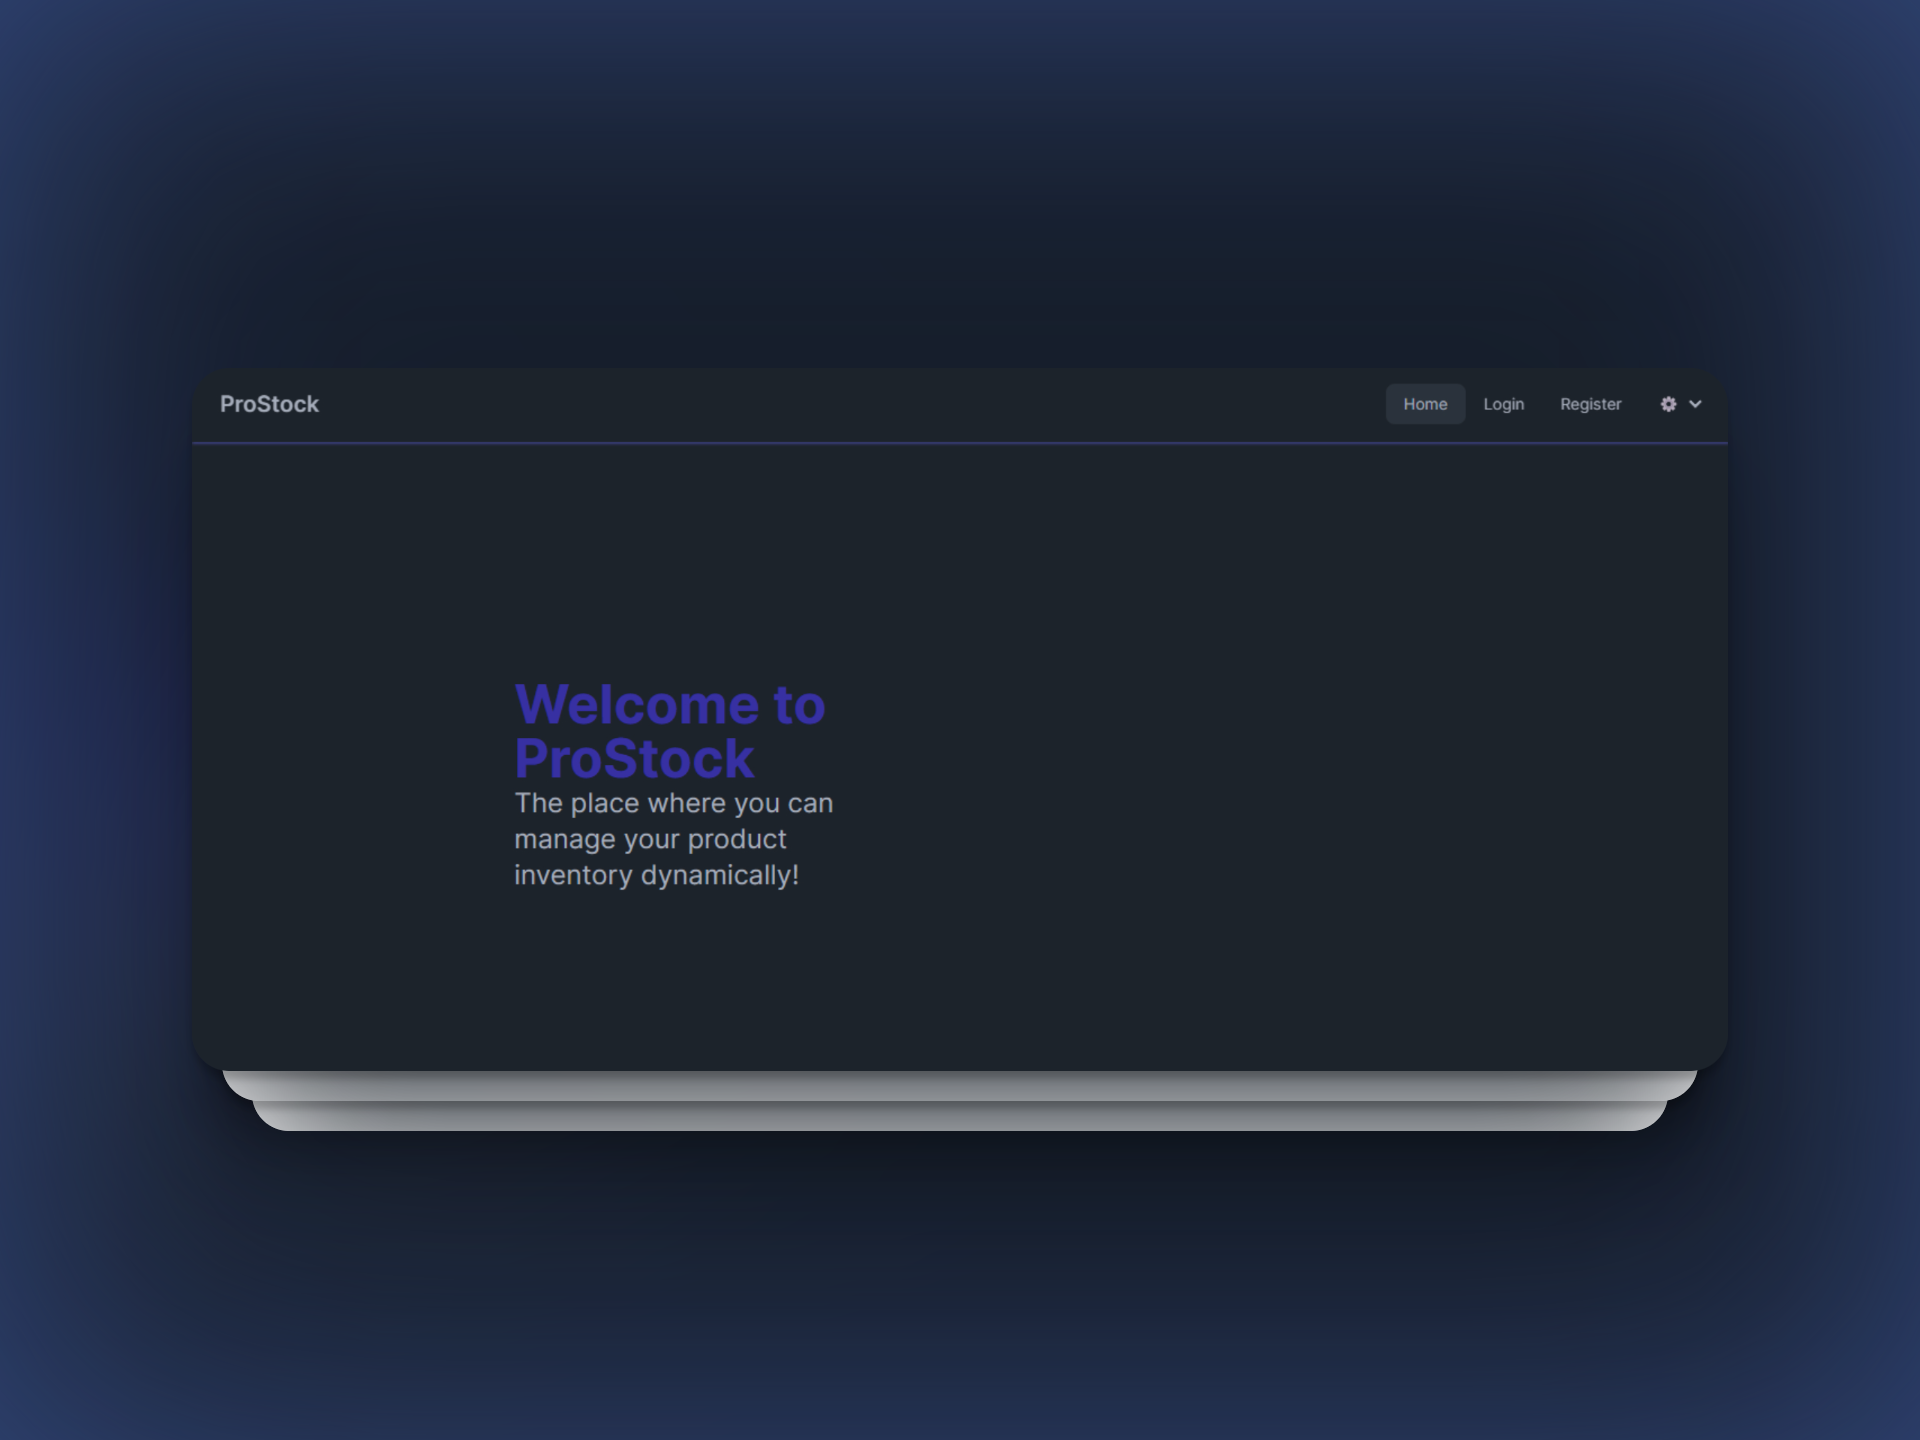 ProStock
Home Login Register
Welcome to
ProStock
The place where you can
manage your product
inventory dynamically!